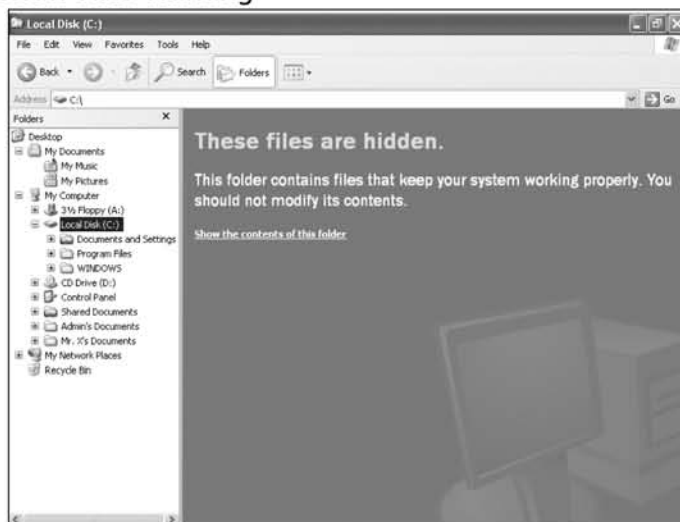 Local Disk (C:)
File Edit View Favorites Tools Help
Back Search Folders
Address C:\ Go
Folders X
Desktop
My Documents
My Music
My Pictures
My Computer
3½ Floppy (A:)
Local Disk (C:)
Documents and Settings
Program Files
WINDOWS
CD Drive (D:)
Control Panel
Shared Documents
Admin's Documents
Mr. X's Documents
My Network Places
Recycle Bin
These files are hidden.
This folder contains files that keep your system working properly. You
should not modify its contents.
Show the contents of this folder